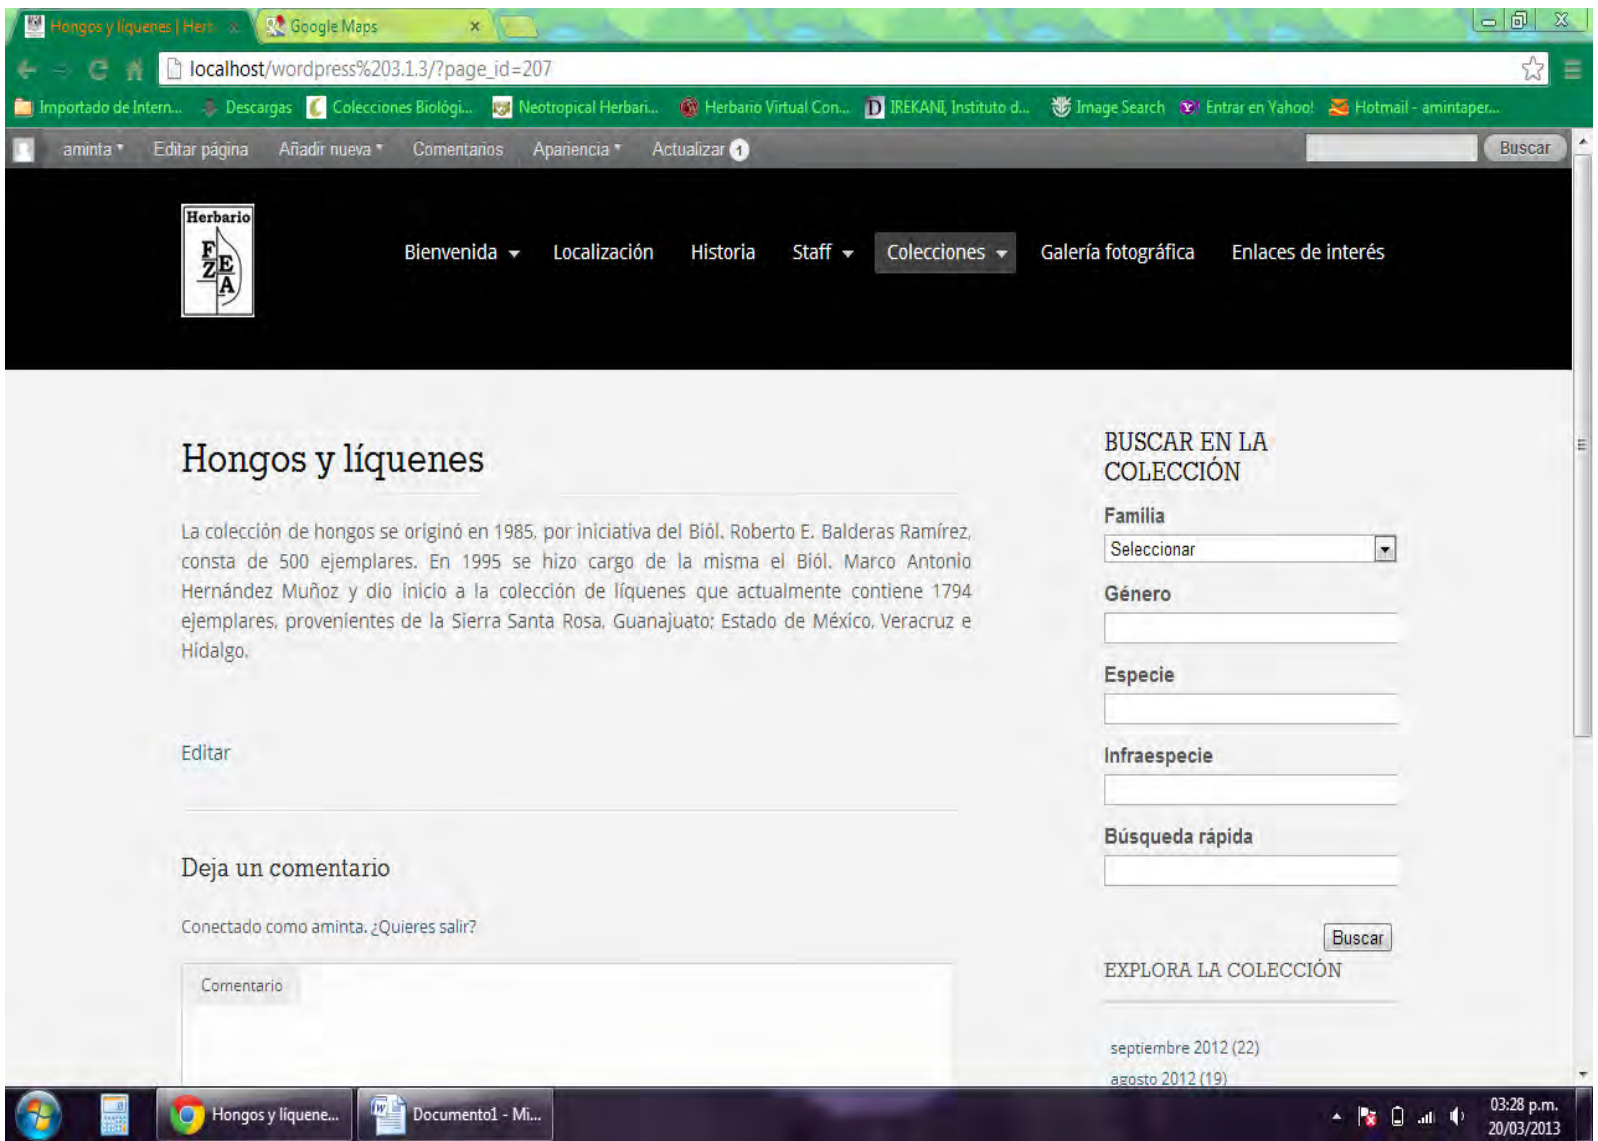 Hongos y líquenes | Herb
Google Maps
localhost/wordpress%203.1.3/?page_id=207
Importado de Intern... Descargas Colecciones Biológi... Neotropical Herbari... Herbario Virtual Con... IREKANI, Instituto d... Image Search Entrar en Yahoo! Hotmail - amintaper...
aminta Editar página Añadir nueva Comentarios Apariencia Actualizar 1 Buscar
Herbario
FZ
EA
Bienvenida Localización Historia Staff Colecciones Galería fotográfica Enlaces de interés
Hongos y líquenes
La colección de hongos se originó en 1985, por iniciativa del Biól. Roberto E. Balderas Ramírez,
consta de 500 ejemplares. En 1995 se hizo cargo de la misma el Biól. Marco Antonio
Hernández Muñoz y dio inicio a la colección de líquenes que actualmente contiene 1794
ejemplares, provenientes de la Sierra Santa Rosa, Guanajuato; Estado de México, Veracruz e
Hidalgo.
Editar
Deja un comentario
Conectado como aminta. ¿Quieres salir?
Comentario
BUSCAR EN LA
COLECCIÓN
Familia
Seleccionar
Género
Especie
Infraespecie
Búsqueda rápida
Buscar
EXPLORA LA COLECCIÓN
septiembre 2012 (22)
agosto 2012 (19)
Hongos y líquene... Documento1 - Mi...
03:28 p.m.
20/03/2013